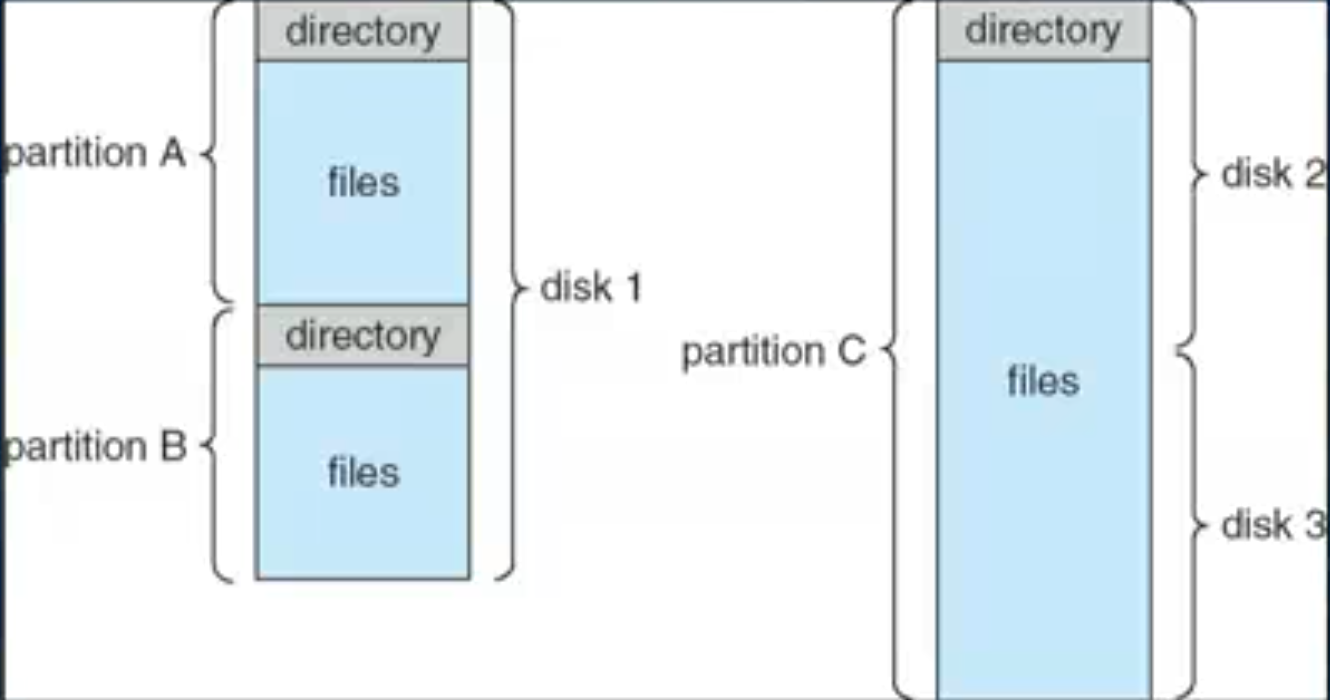 directory
partition A
files
disk 1
directory
partition B
files
directory
disk 2
partition C
files
disk 3